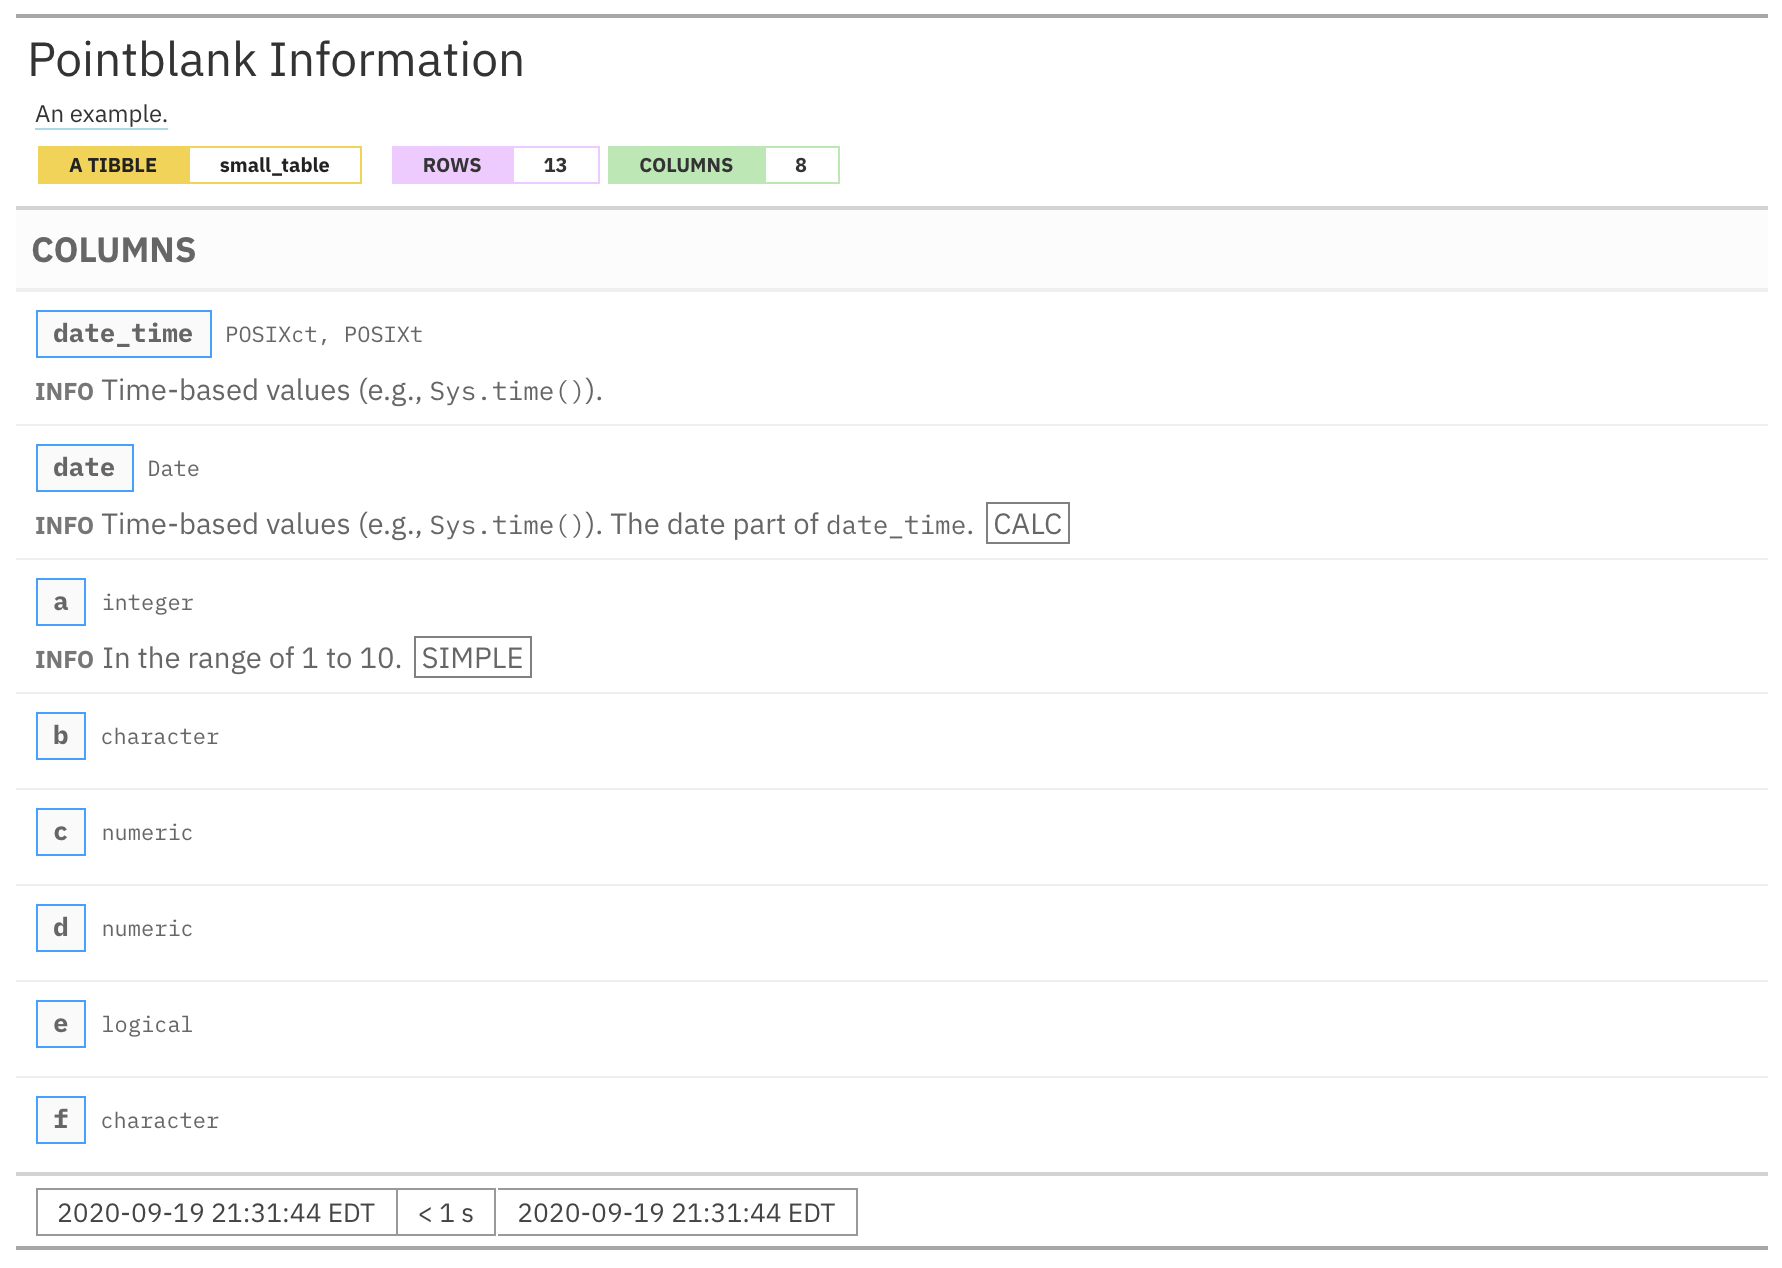 Pointblank Information
An example.
A TIBBLE small_table ROWS 13 COLUMNS 8
COLUMNS
date_time POSIXct, POSIXt
INFO Time-based values (e.g., Sys.time()).
date Date
INFO Time-based values (e.g., Sys.time()). The date part of date_time. CALC
a integer
INFO In the range of 1 to 10. SIMPLE
b character
c numeric
d numeric
e logical
f character
2020-09-19 21:31:44 EDT < 1 s 2020-09-19 21:31:44 EDT